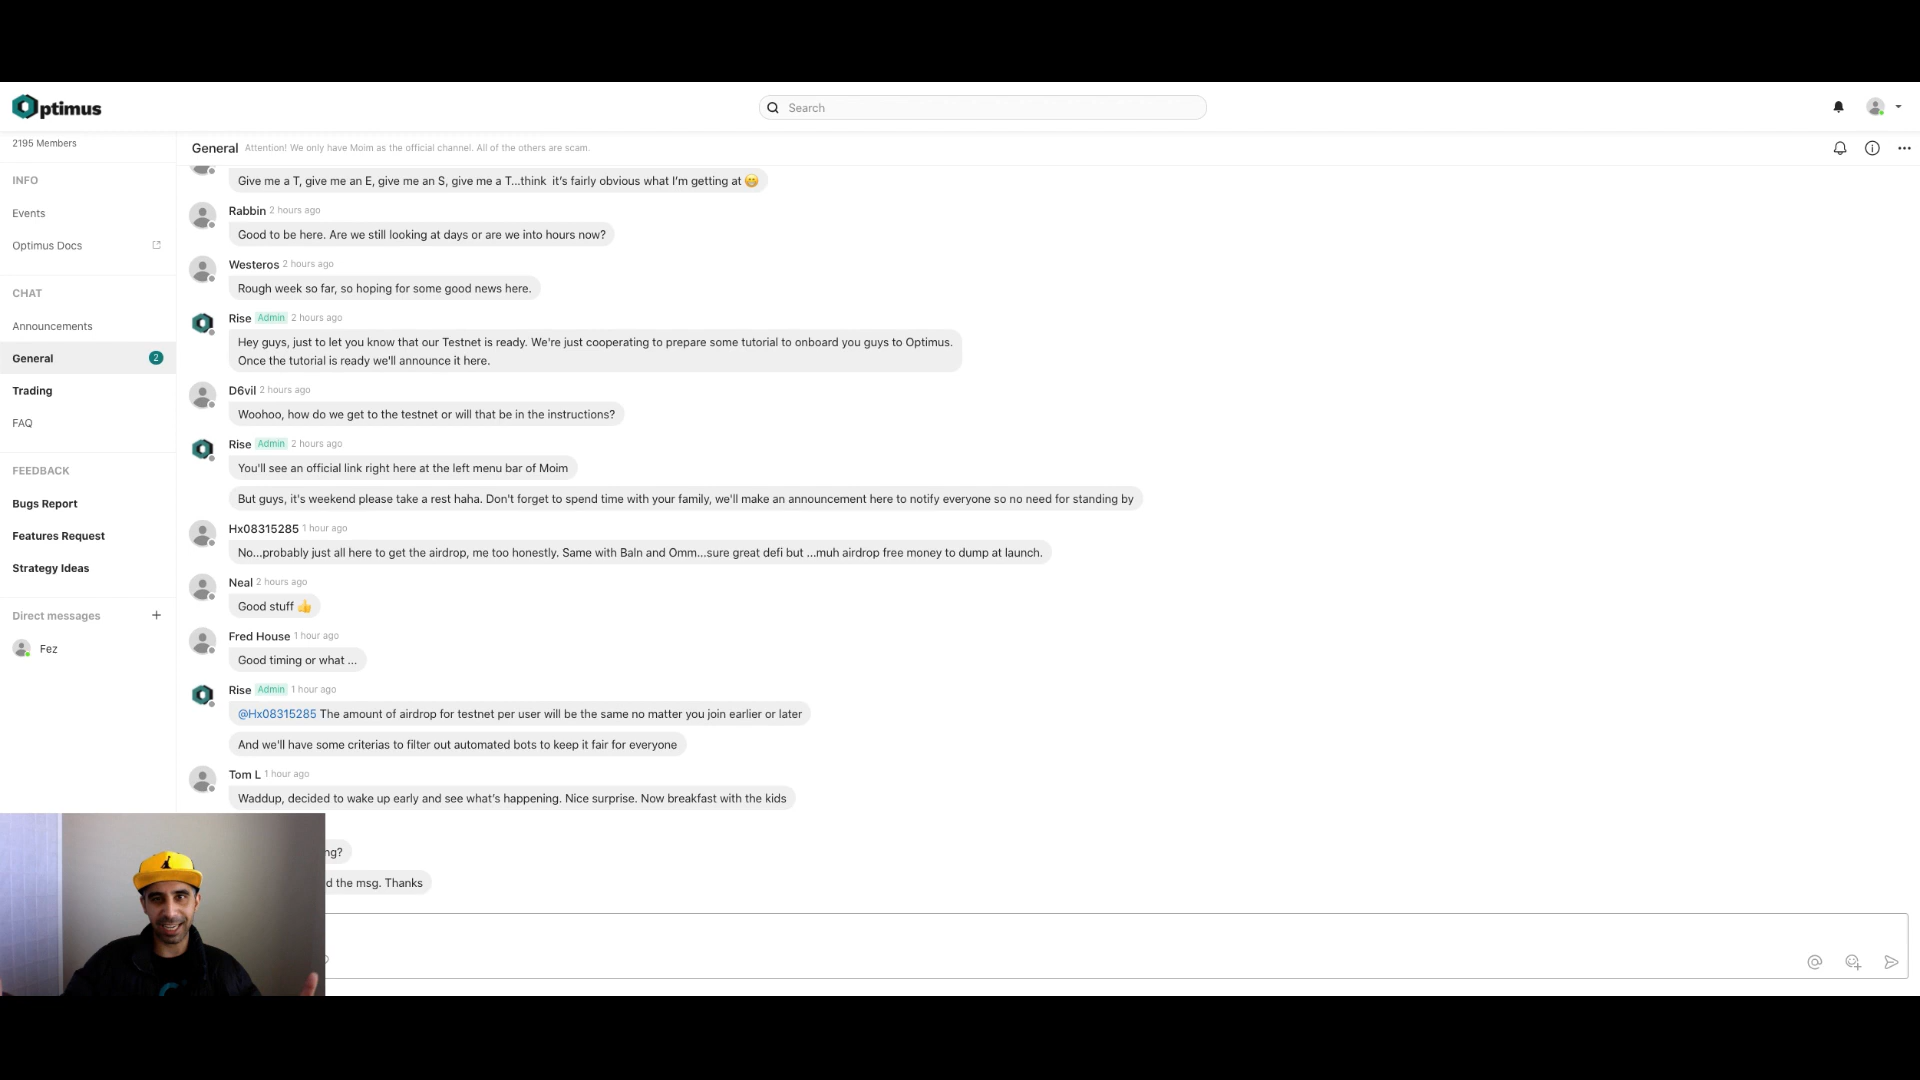 Optimus
Search
2195 Members
INFO
Events
Optimus Docs
CHAT
Announcements
General
2
Trading
FAQ
FEEDBACK
Bugs Report
Features Request
Strategy Ideas
Direct messages
Fez
General Attention! We only have Moim as the official channel. All of the others are scam.
Give me a T, give me an E, give me an S, give me a T...think it's fairly obvious what I'm getting at 😁
Rabbin 2 hours ago
Good to be here. Are we still looking at days or are we into hours now?
Westeros 2 hours ago
Rough week so far, so hoping for some good news here.
Rise Admin 2 hours ago
Hey guys, just to let you know that our Testnet is ready. We're just cooperating to prepare some tutorial to onboard you guys to Optimus.
Once the tutorial is ready we'll announce it here.
D6vil 2 hours ago
Woohoo, how do we get to the testnet or will that be in the instructions?
Rise Admin 2 hours ago
You'll see an official link right here at the left menu bar of Moim
But guys, it's weekend please take a rest haha. Don't forget to spend time with your family, we'll make an announcement here to notify everyone so no need for standing by
Hx08315285 1 hour ago
No...probably just all here to get the airdrop, me too honestly. Same with Baln and Omm...sure great defi but ...muh airdrop free money to dump at launch.
Neal 2 hours ago
Good stuff 👍
Fred House 1 hour ago
Good timing or what ...
Rise Admin 1 hour ago
@Hx08315285 The amount of airdrop for testnet per user will be the same no matter you join earlier or later
And we'll have some criterias to filter out automated bots to keep it fair for everyone
Tom L 1 hour ago
Waddup, decided to wake up early and see what's happening. Nice surprise. Now breakfast with the kids
ng?
d the msg. Thanks